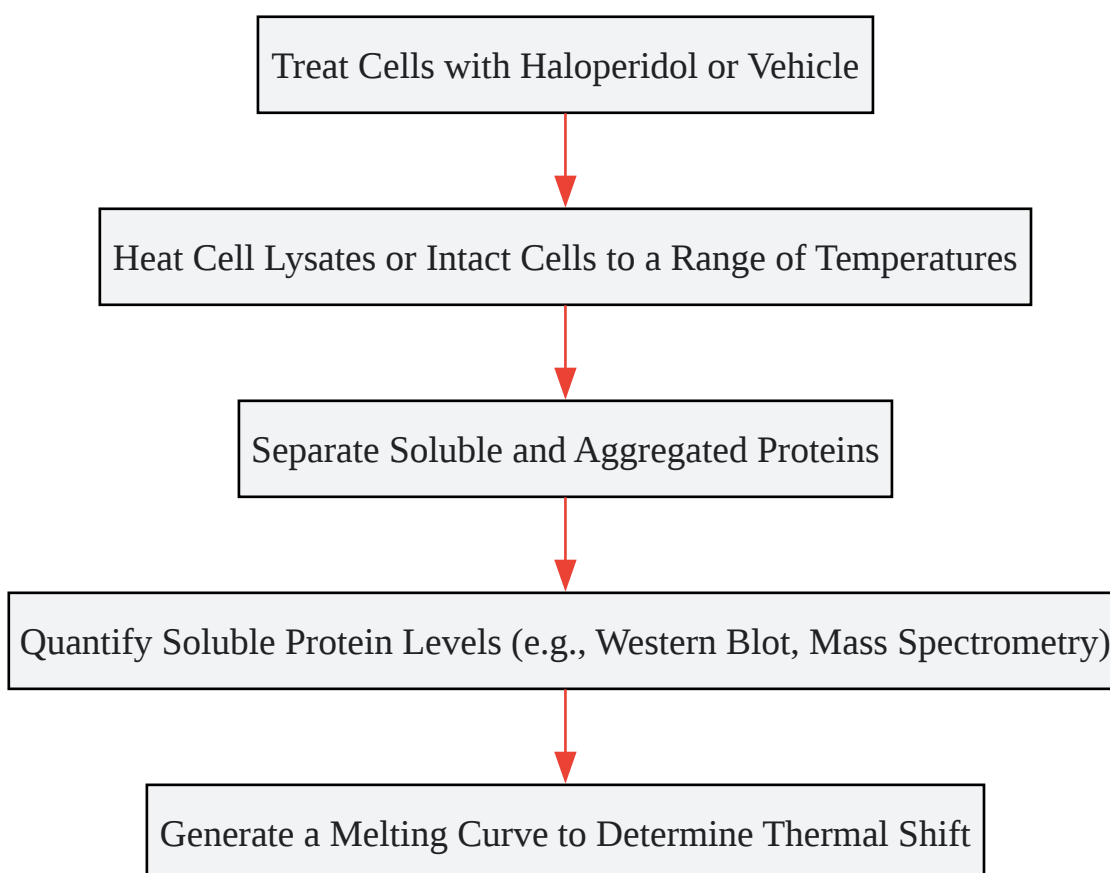 Treat Cells with Haloperidol or Vehicle
Heat Cell Lysates or Intact Cells to a Range of Temperatures
Separate Soluble and Aggregated Proteins
Quantify Soluble Protein Levels (e.g., Western Blot, Mass Spectrometry)
Generate a Melting Curve to Determine Thermal Shift